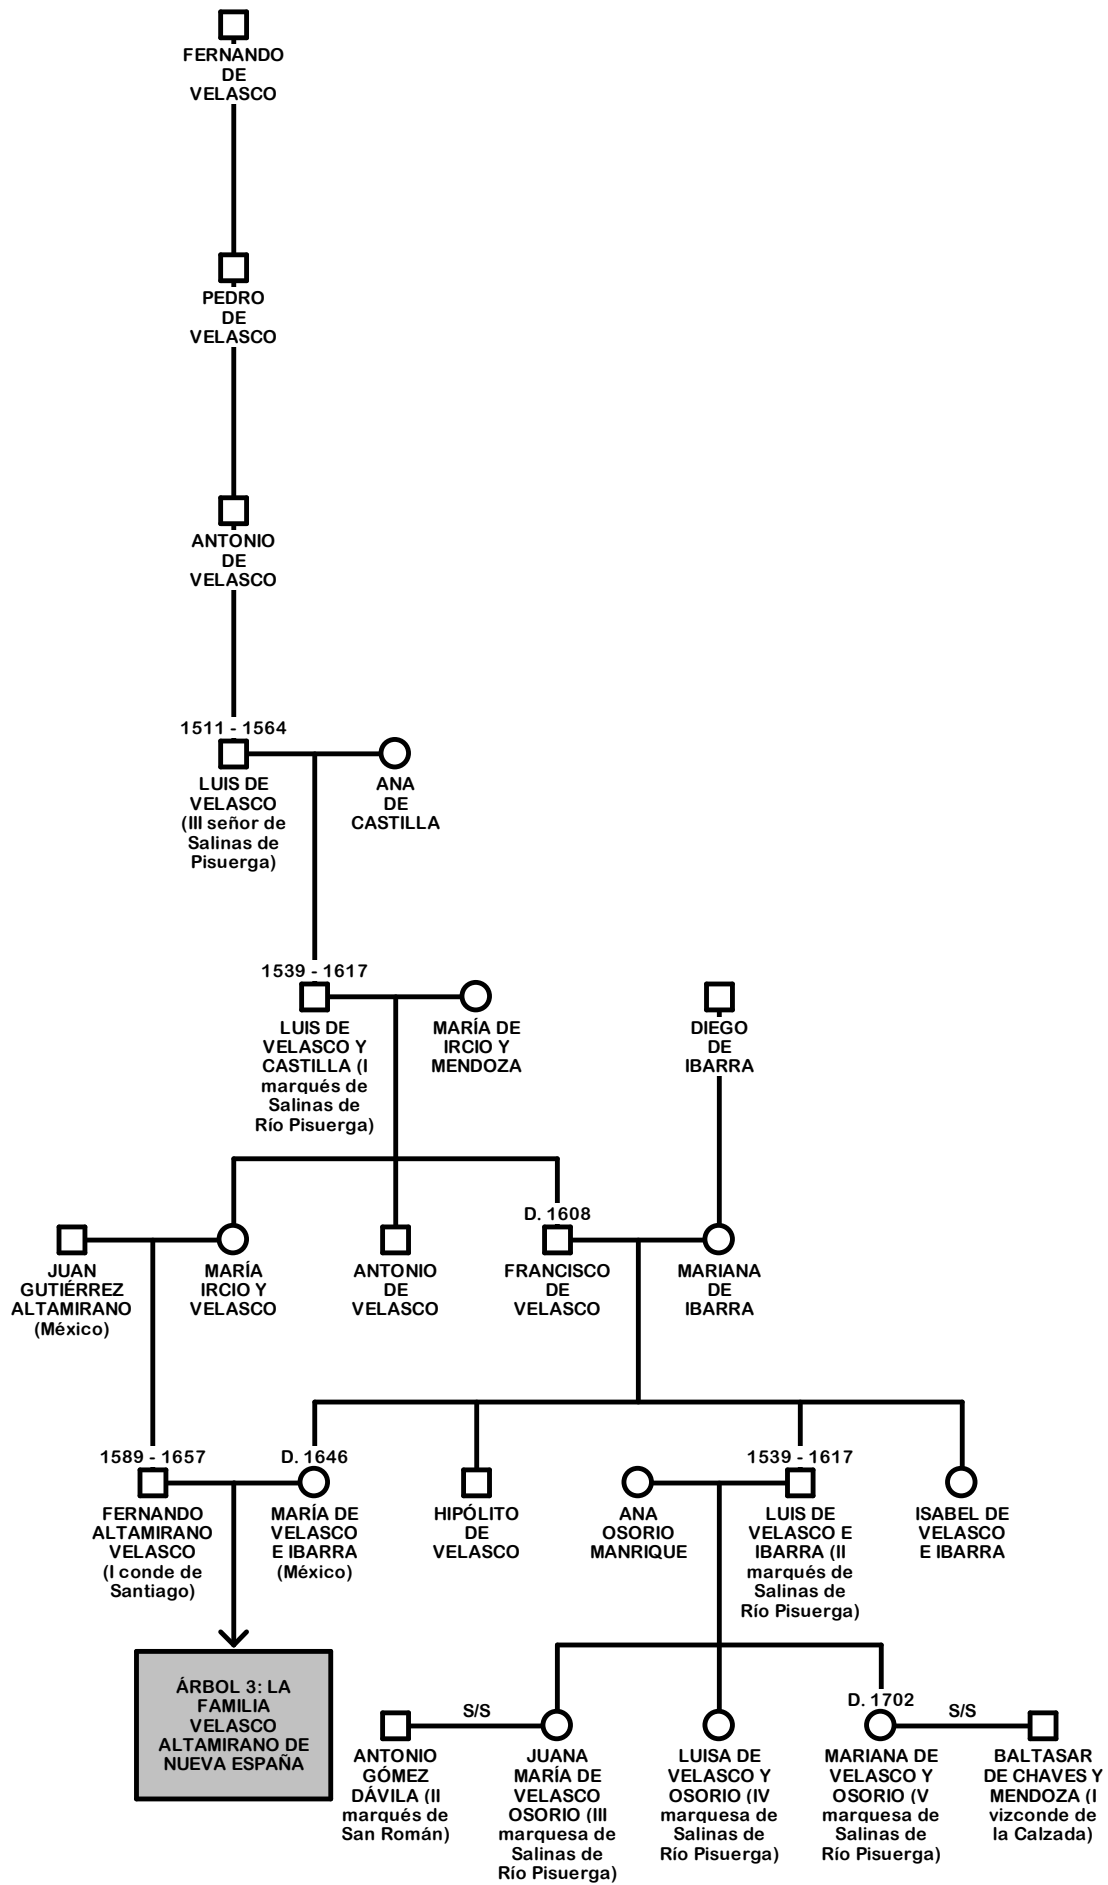 FERNANDO
DE
VELASCO
PEDRO
DE
VELASCO
ANTONIO
DE
VELASCO
1511 - 1564
LUIS DE
VELASCO
(III señor de
Salinas de
Pisuerga)
ANA
DE
CASTILLA
1539 - 1617
LUIS DE
VELASCO Y
CASTILLA (I
marqués de
Salinas de
Río Pisuerga)
MARÍA DE
IRCIO Y
MENDOZA
DIEGO
DE
IBARRA
JUAN
GUTIÉRREZ
ALTAMIRANO
(México)
MARÍA
IRCIO Y
VELASCO
ANTONIO
DE
VELASCO
D. 1608
FRANCISCO
DE
VELASCO
MARIANA
DE
IBARRA
1589 - 1657
FERNANDO
ALTAMIRANO
VELASCO
(I conde de
Santiago)
D. 1646
MARÍA DE
VELASCO
E IBARRA
(México)
HIPÓLITO
DE
VELASCO
ANA
OSORIO
MANRIQUE
1539 - 1617
LUIS DE
VELASCO E
IBARRA (II
marqués de
Salinas de
Río Pisuerga)
ISABEL DE
VELASCO
E IBARRA
ÁRBOL 3: LA
FAMILIA
VELASCO
ALTAMIRANO DE
NUEVA ESPAÑA
ANTONIO
GÓMEZ
DÁVILA (II
marqués de
San Román)
S/S
JUANA
MARÍA DE
VELASCO
OSORIO (III
marquesa de
Salinas de
Río Pisuerga)
LUISA DE
VELASCO Y
OSORIO (IV
marquesa de
Salinas de
Río Pisuerga)
D. 1702
MARIANA DE
VELASCO Y
OSORIO (V
marquesa de
Salinas de
Río Pisuerga)
S/S
BALTASAR
DE CHAVES Y
MENDOZA (I
vizconde de
la Calzada)